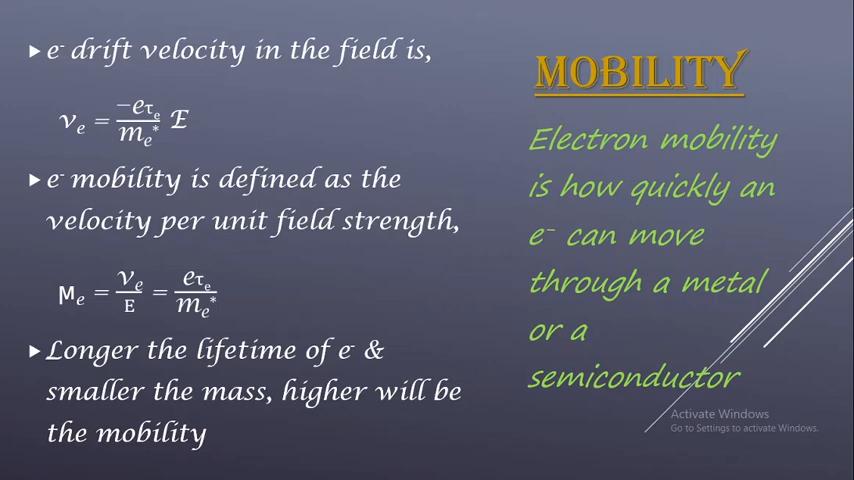 e⁻ drift velocity in the field is,
νₑ = −eτₑ/mₑ* ℰ
e⁻ mobility is defined as the
velocity per unit field strength,
Mₑ = νₑ/E = eτₑ/mₑ*
Longer the lifetime of e⁻ &
smaller the mass, higher will be
the mobility
MOBILITY
Electron mobility
is how quickly an
e⁻ can move
through a metal
or a
semiconductor
Activate Windows
Go to Settings to activate Windows.